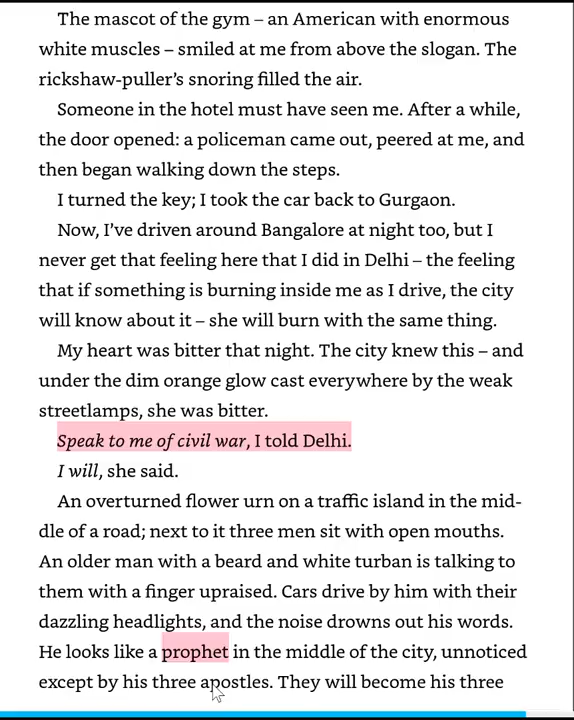 The mascot of the gym – an American with enormous
white muscles – smiled at me from above the slogan. The
rickshaw-puller’s snoring filled the air.
Someone in the hotel must have seen me. After a while,
the door opened: a policeman came out, peered at me, and
then began walking down the steps.
I turned the key; I took the car back to Gurgaon.
Now, I’ve driven around Bangalore at night too, but I
never get that feeling here that I did in Delhi – the feeling
that if something is burning inside me as I drive, the city
will know about it – she will burn with the same thing.
My heart was bitter that night. The city knew this – and
under the dim orange glow cast everywhere by the weak
streetlamps, she was bitter.
Speak to me of civil war, I told Delhi.
I will, she said.
An overturned flower urn on a traffic island in the mid-
dle of a road; next to it three men sit with open mouths.
An older man with a beard and white turban is talking to
them with a finger upraised. Cars drive by him with their
dazzling headlights, and the noise drowns out his words.
He looks like a prophet in the middle of the city, unnoticed
except by his three apostles. They will become his three